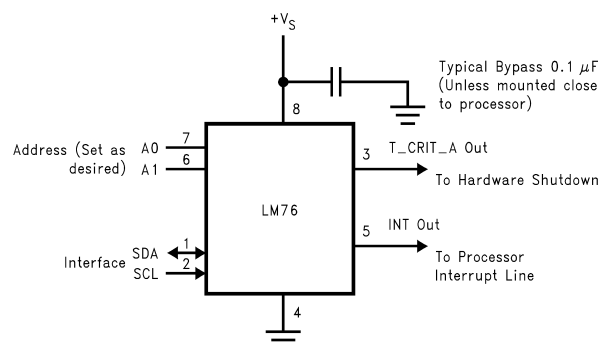 +VS
Typical Bypass 0.1 μF
(Unless mounted close
to processor)
8
Address (Set as
desired)
A0
7
A1
6
3
T_CRIT_A Out
To Hardware Shutdown
LM76
5
INT Out
To Processor
Interrupt Line
Interface
SDA
1
SCL
2
4